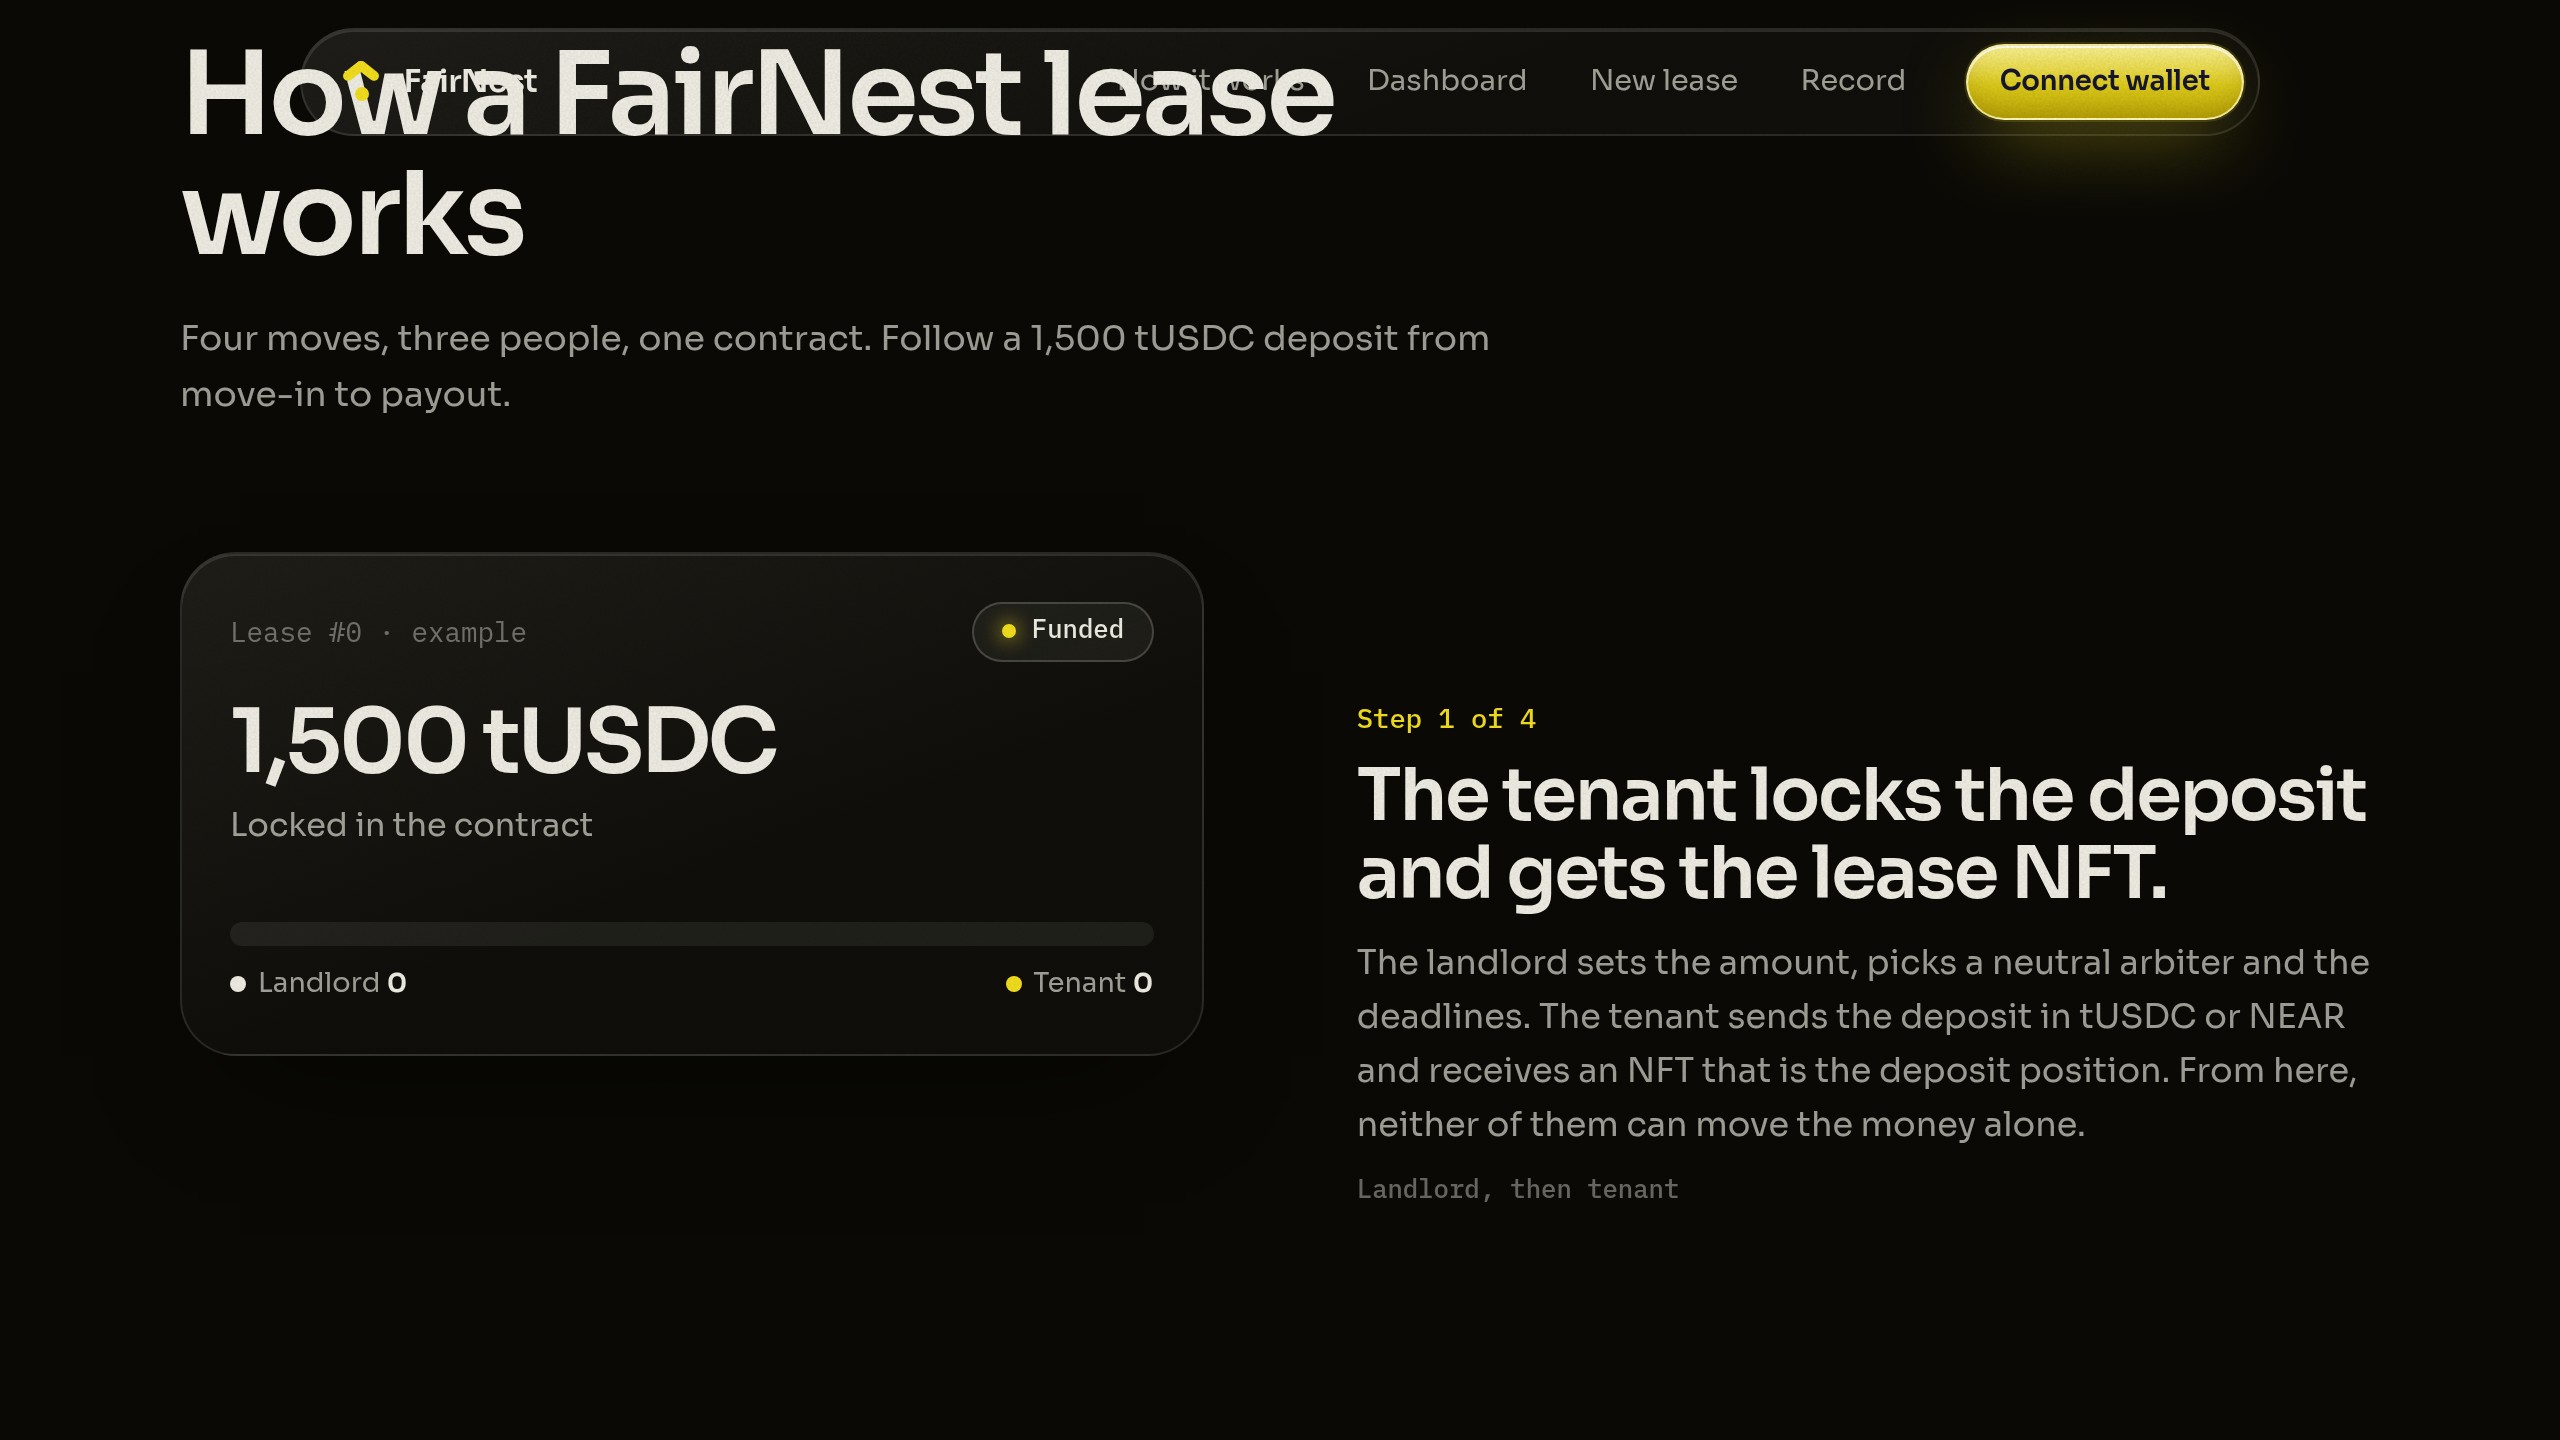 FairNest
How it works
Dashboard
New lease
Record
Connect wallet
How a FairNest lease
works
Four moves, three people, one contract. Follow a 1,500 tUSDC deposit from
move-in to payout.
Lease #0 · example
Funded
1,500 tUSDC
Locked in the contract
Landlord 0
Tenant 0
Step 1 of 4
The tenant locks the deposit
and gets the lease NFT.
The landlord sets the amount, picks a neutral arbiter and the
deadlines. The tenant sends the deposit in tUSDC or NEAR
and receives an NFT that is the deposit position. From here,
neither of them can move the money alone.
Landlord, then tenant